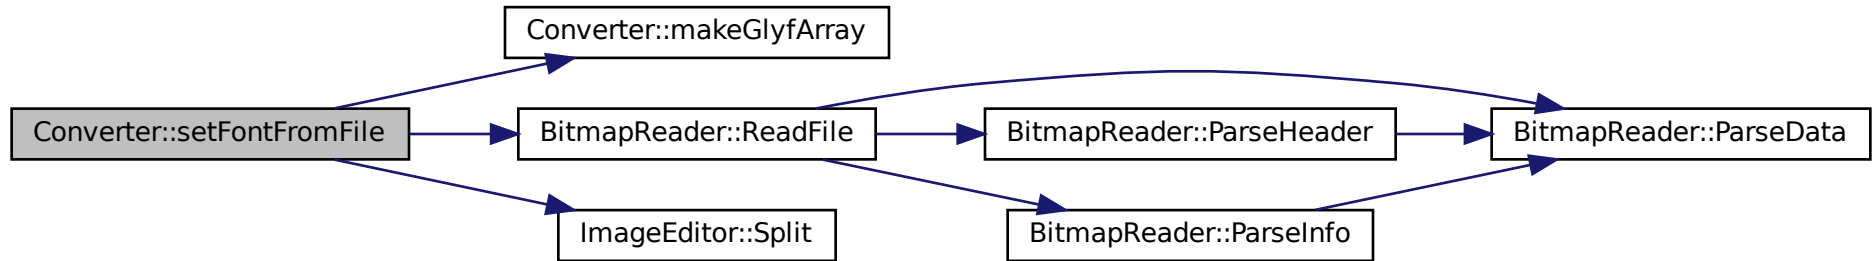 Converter::makeGlyfArray
Converter::setFontFromFile
BitmapReader::ReadFile
BitmapReader::ParseHeader
BitmapReader::ParseData
ImageEditor::Split
BitmapReader::ParseInfo